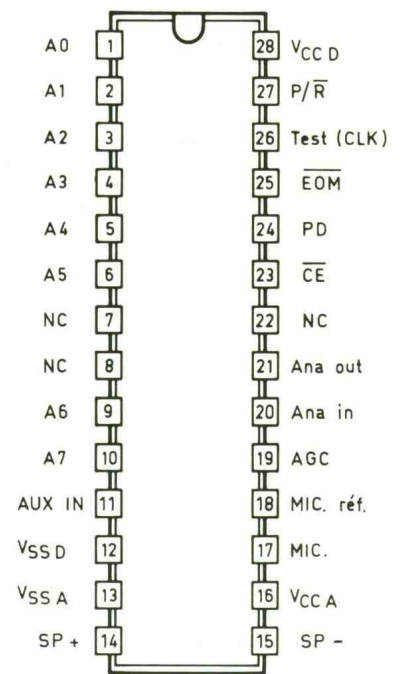 A0 1 28 VCC D
A1 2 27 P/R̅
A2 3 26 Test (CLK)
A3 4 25 E̅O̅M̅
A4 5 24 PD
A5 6 23 C̅E̅
NC 7 22 NC
NC 8 21 Ana out
A6 9 20 Ana in
A7 10 19 AGC
AUX IN 11 18 MIC. réf.
VSS D 12 17 MIC.
VSS A 13 16 VCC A
SP + 14 15 SP -